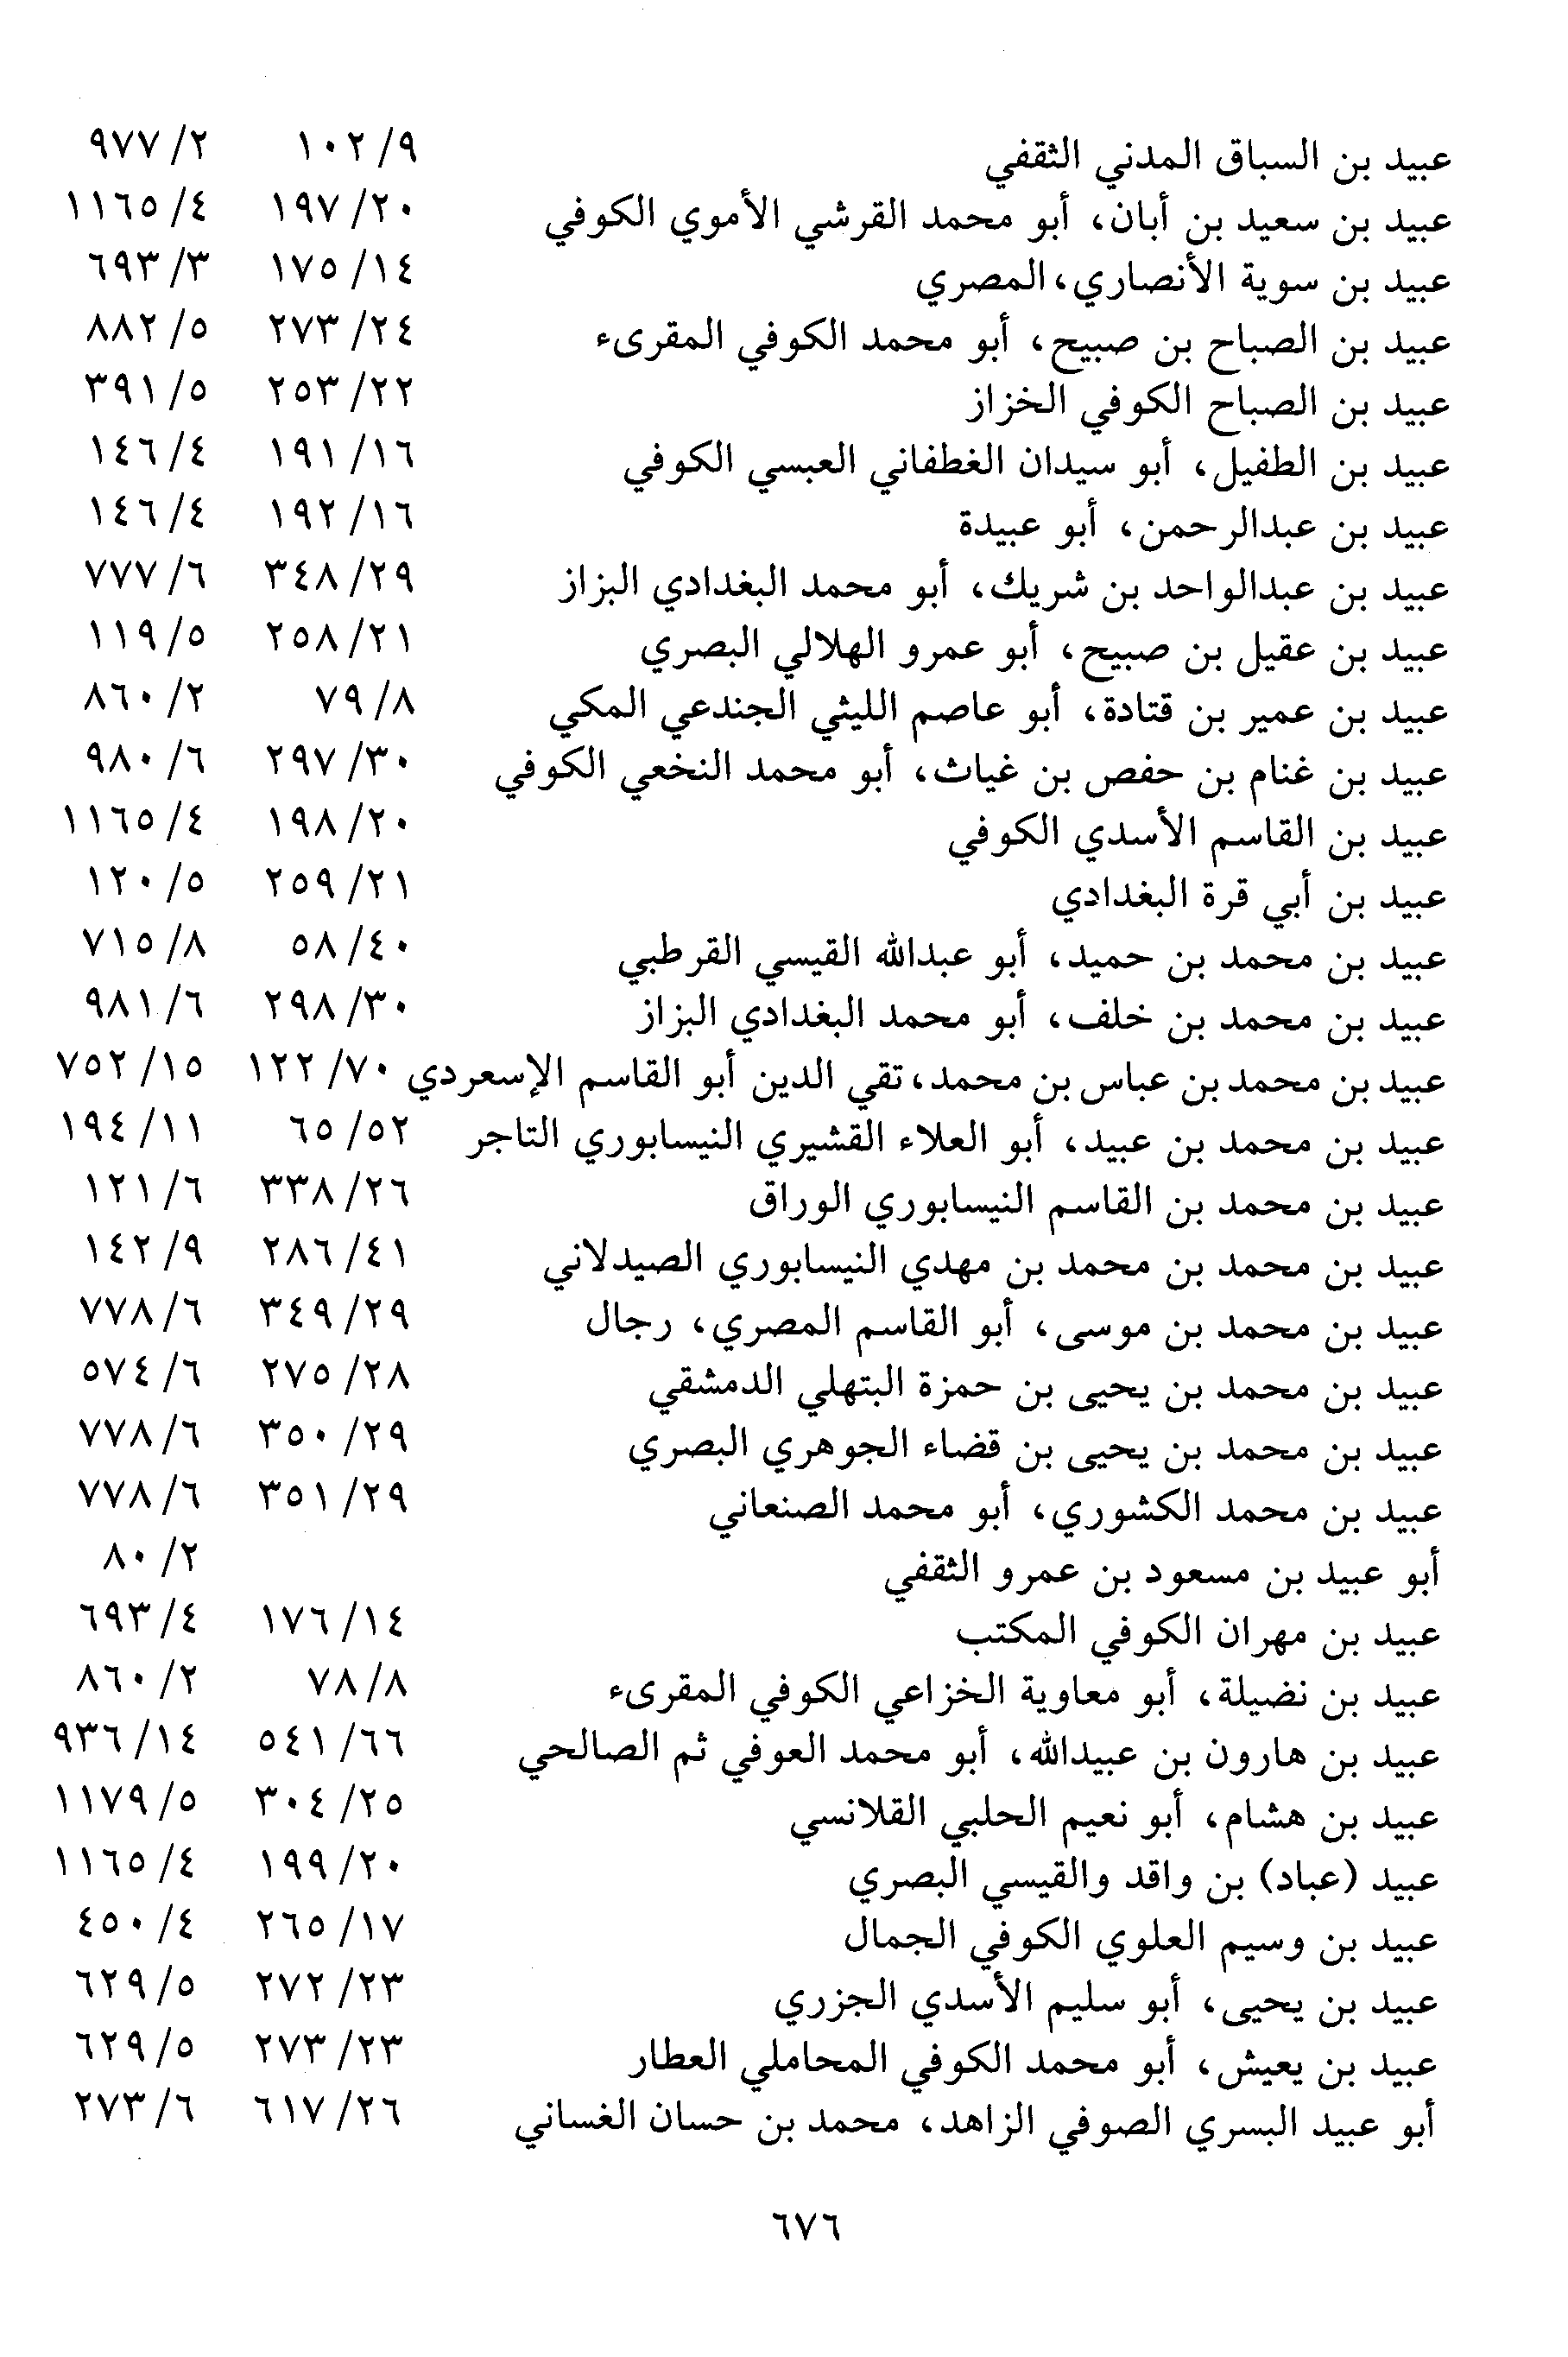 عبيد بن السباق المدني الثقفي ٩/ ١٠٢ ٢/ ٩٧٧
عبيد بن سعيد بن أبان، أبو محمد القرشي الأموي الكوفي ٢٠/ ١٩٧ ٤/ ١١٦٥
عبيد بن سوية الأنصاري، المصري ١٤/ ١٧٥ ٣/ ٦٩٣
عبيد بن الصباح بن صبيح، أبو محمد الكوفي المقرىء ٢٤/ ٢٧٣ ٥/ ٨٨٢
عبيد بن الصباح الكوفي الخزاز ٢٢/ ٢٥٣ ٥/ ٣٩١
عبيد بن الطفيل، أبو سيدان الغطفاني العبسي الكوفي ١٦/ ١٩١ ٤/ ١٤٦
عبيد بن عبدالرحمن، أبو عبيدة ١٦/ ١٩٢ ٤/ ١٤٦
عبيد بن عبدالواحد بن شريك، أبو محمد البغدادي البزاز ٢٩/ ٣٤٨ ٦/ ٧٧٧
عبيد بن عقيل بن صبيح، أبو عمرو الهلالي البصري ٢١/ ٢٥٨ ٥/ ١١٩
عبيد بن عمير بن قتادة، أبو عاصم الليثي الجندعي المكي ٨/ ٧٩ ٢/ ٨٦٠
عبيد بن غنام بن حفص بن غياث، أبو محمد النخعي الكوفي ٣٠/ ٢٩٧ ٦/ ٩٨٠
عبيد بن القاسم الأسدي الكوفي ٢٠/ ١٩٨ ٤/ ١١٦٥
عبيد بن أبي قرة البغدادي ٢١/ ٢٥٩ ٥/ ١٢٠
عبيد بن محمد بن حميد، أبو عبدالله القيسي القرطبي ٤٠/ ٥٨ ٨/ ٧١٥
عبيد بن محمد بن خلف، أبو محمد البغدادي البزاز ٣٠/ ٢٩٨ ٦/ ٩٨١
عبيد بن محمد بن عباس بن محمد، تقي الدين أبو القاسم الإسعردي ٧٠/ ١٢٢ ١٥/ ٧٥٢
عبيد بن محمد بن عبيد، أبو العلاء القشيري النيسابوري التاجر ٥٢/ ٦٥ ١١/ ١٩٤
عبيد بن محمد بن القاسم النيسابوري الوراق ٢٦/ ٣٣٨ ٦/ ١٢١
عبيد بن محمد بن محمد بن مهدي النيسابوري الصيدلاني ٤١/ ٢٨٦ ٩/ ١٤٢
عبيد بن محمد بن موسى، أبو القاسم المصري، رجال ٢٩/ ٣٤٩ ٦/ ٧٧٨
عبيد بن محمد بن يحيى بن حمزة البتهلي الدمشقي ٢٨/ ٢٧٥ ٦/ ٥٧٤
عبيد بن محمد بن يحيى بن قضاء الجوهري البصري ٢٩/ ٣٥٠ ٦/ ٧٧٨
عبيد بن محمد الكشوري، أبو محمد الصنعاني ٢٩/ ٣٥١ ٦/ ٧٧٨
أبو عبيد بن مسعود بن عمرو الثقفي ٢/ ٨٠
عبيد بن مهران الكوفي المكتب ١٤/ ١٧٦ ٤/ ٦٩٣
عبيد بن نضيلة، أبو معاوية الخزاعي الكوفي المقرىء ٨/ ٧٨ ٢/ ٨٦٠
عبيد بن هارون بن عبيدالله، أبو محمد العوفي ثم الصالحي ٦٦/ ٥٤١ ١٤/ ٩٣٦
عبيد بن هشام، أبو نعيم الحلبي القلانسي ٢٥/ ٣٠٤ ٥/ ١١٧٩
عبيد (عباد) بن واقد والقيسي البصري ٢٠/ ١٩٩ ٤/ ١١٦٥
عبيد بن وسيم العلوي الكوفي الجمال ١٧/ ٢٦٥ ٤/ ٤٥٠
عبيد بن يحيى، أبو سليم الأسدي الجزري ٢٣/ ٢٧٢ ٥/ ٦٢٩
عبيد بن يعيش، أبو محمد الكوفي المحاملي العطار ٢٣/ ٢٧٣ ٥/ ٦٢٩
أبو عبيد البسري الصوفي الزاهد، محمد بن حسان الغساني ٢٦/ ٦١٧ ٦/ ٢٧٣
٦٧٦